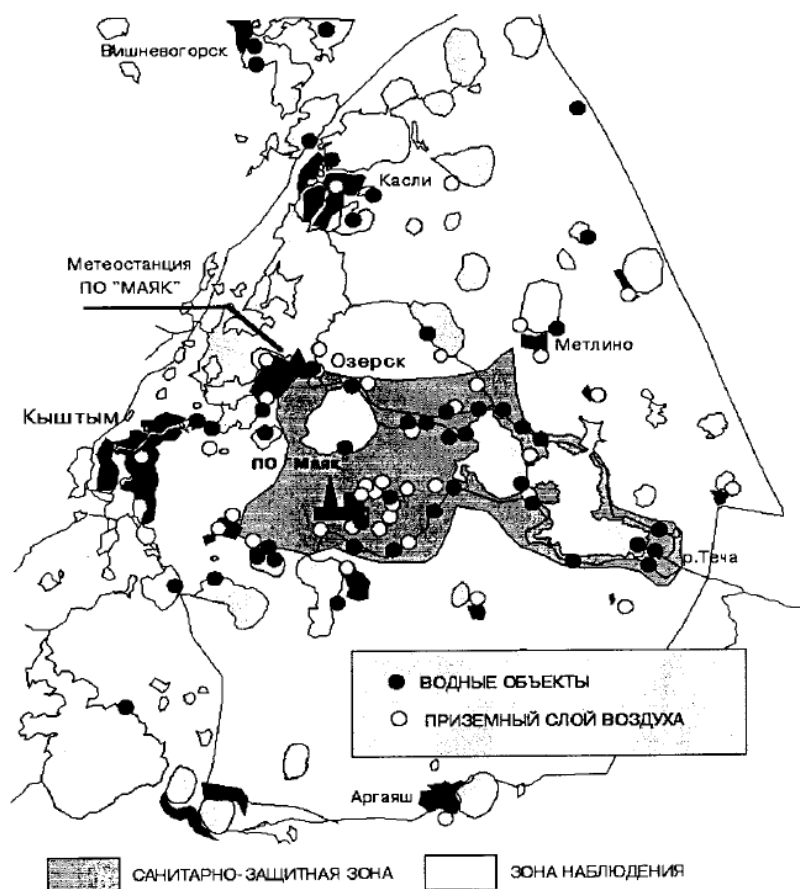 Вишневогорск
Касли
Метеостанция
ПО "МАЯК"
Озерск
Метлино
Кыштым
ПО "Маяк"
р.Теча
ВОДНЫЕ ОБЪЕКТЫ
ПРИЗЕМНЫЙ СЛОЙ ВОЗДУХА
Аргаяш
САНИТАРНО-ЗАЩИТНАЯ ЗОНА
ЗОНА НАБЛЮДЕНИЯ